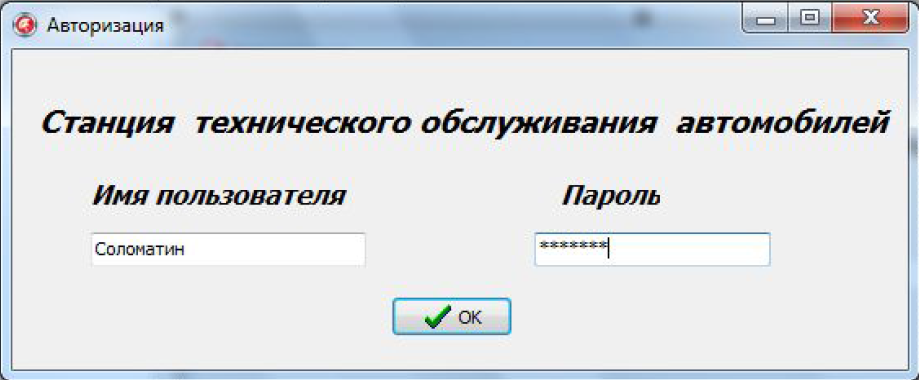 Авторизация
Станция технического обслуживания автомобилей
Имя пользователя Пароль
Соломатин *******
OK